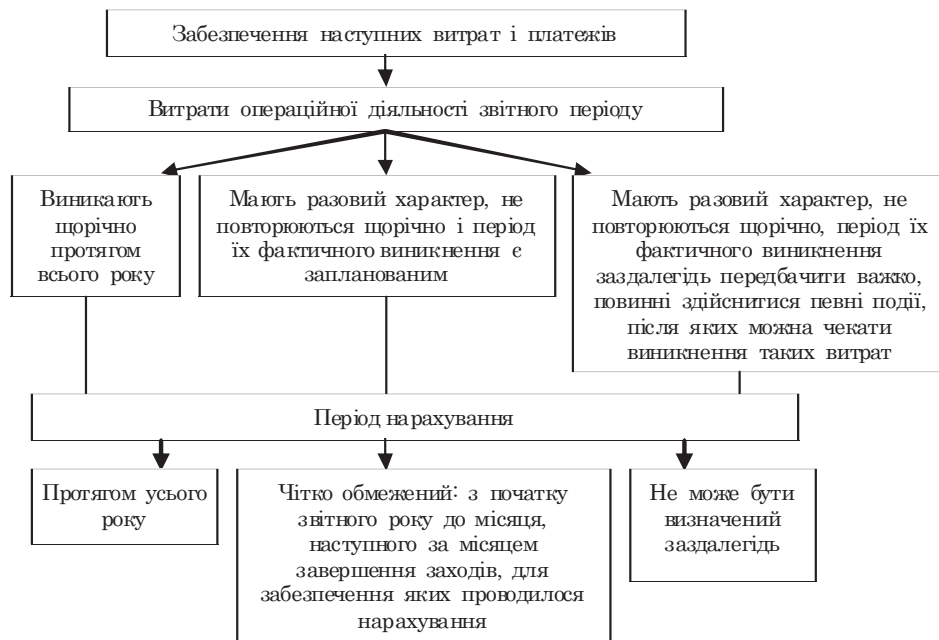 Забезпечення наступних витрат і платежів
Витрати операційної діяльності звітного періоду
Виникають
щорічно
протягом
всього року
Мають разовий характер, не
повторюються щорічно і період
їх фактичного виникнення є
запланованим
Мають разовий характер, не
повторюються щорічно, період їх
фактичного виникнення
заздалегідь передбачити важко,
повинні здійснитися певні події,
після яких можна чекати
виникнення таких витрат
Період нарахування
Протягом усього
року
Чітко обмежений: з початку
звітного року до місяця,
наступного за місяцем
завершення заходів, для
забезпечення яких проводилося
нарахування
Не може бути
визначений
заздалегідь